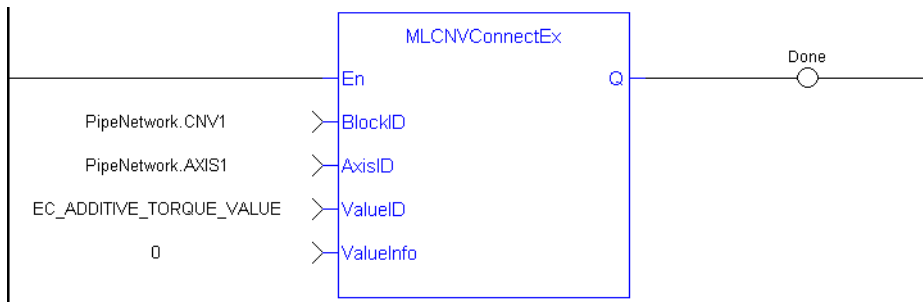 MLCNVConnectEx
Done
En Q
PipeNetwork.CNV1 BlockID
PipeNetwork.AXIS1 AxisID
EC_ADDITIVE_TORQUE_VALUE ValueID
0 ValueInfo